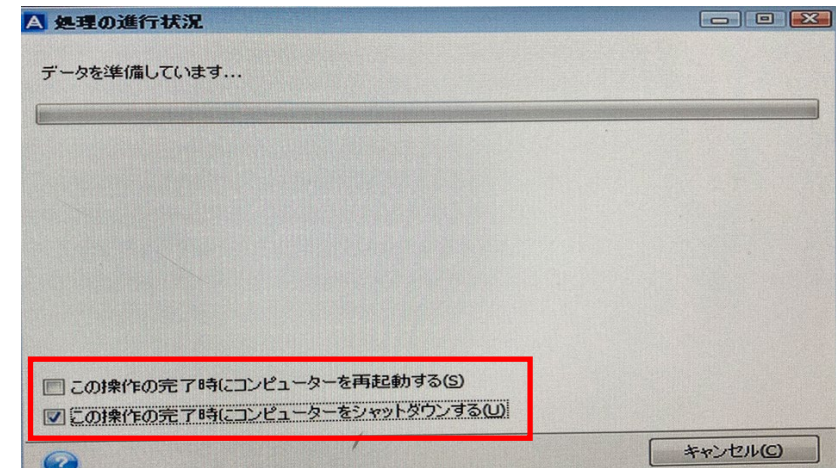 A 処理の進行状況
データを準備しています...
この操作の完了時にコンピューターを再起動する(S)
この操作の完了時にコンピューターをシャットダウンする(U)
?
キャンセル(C)